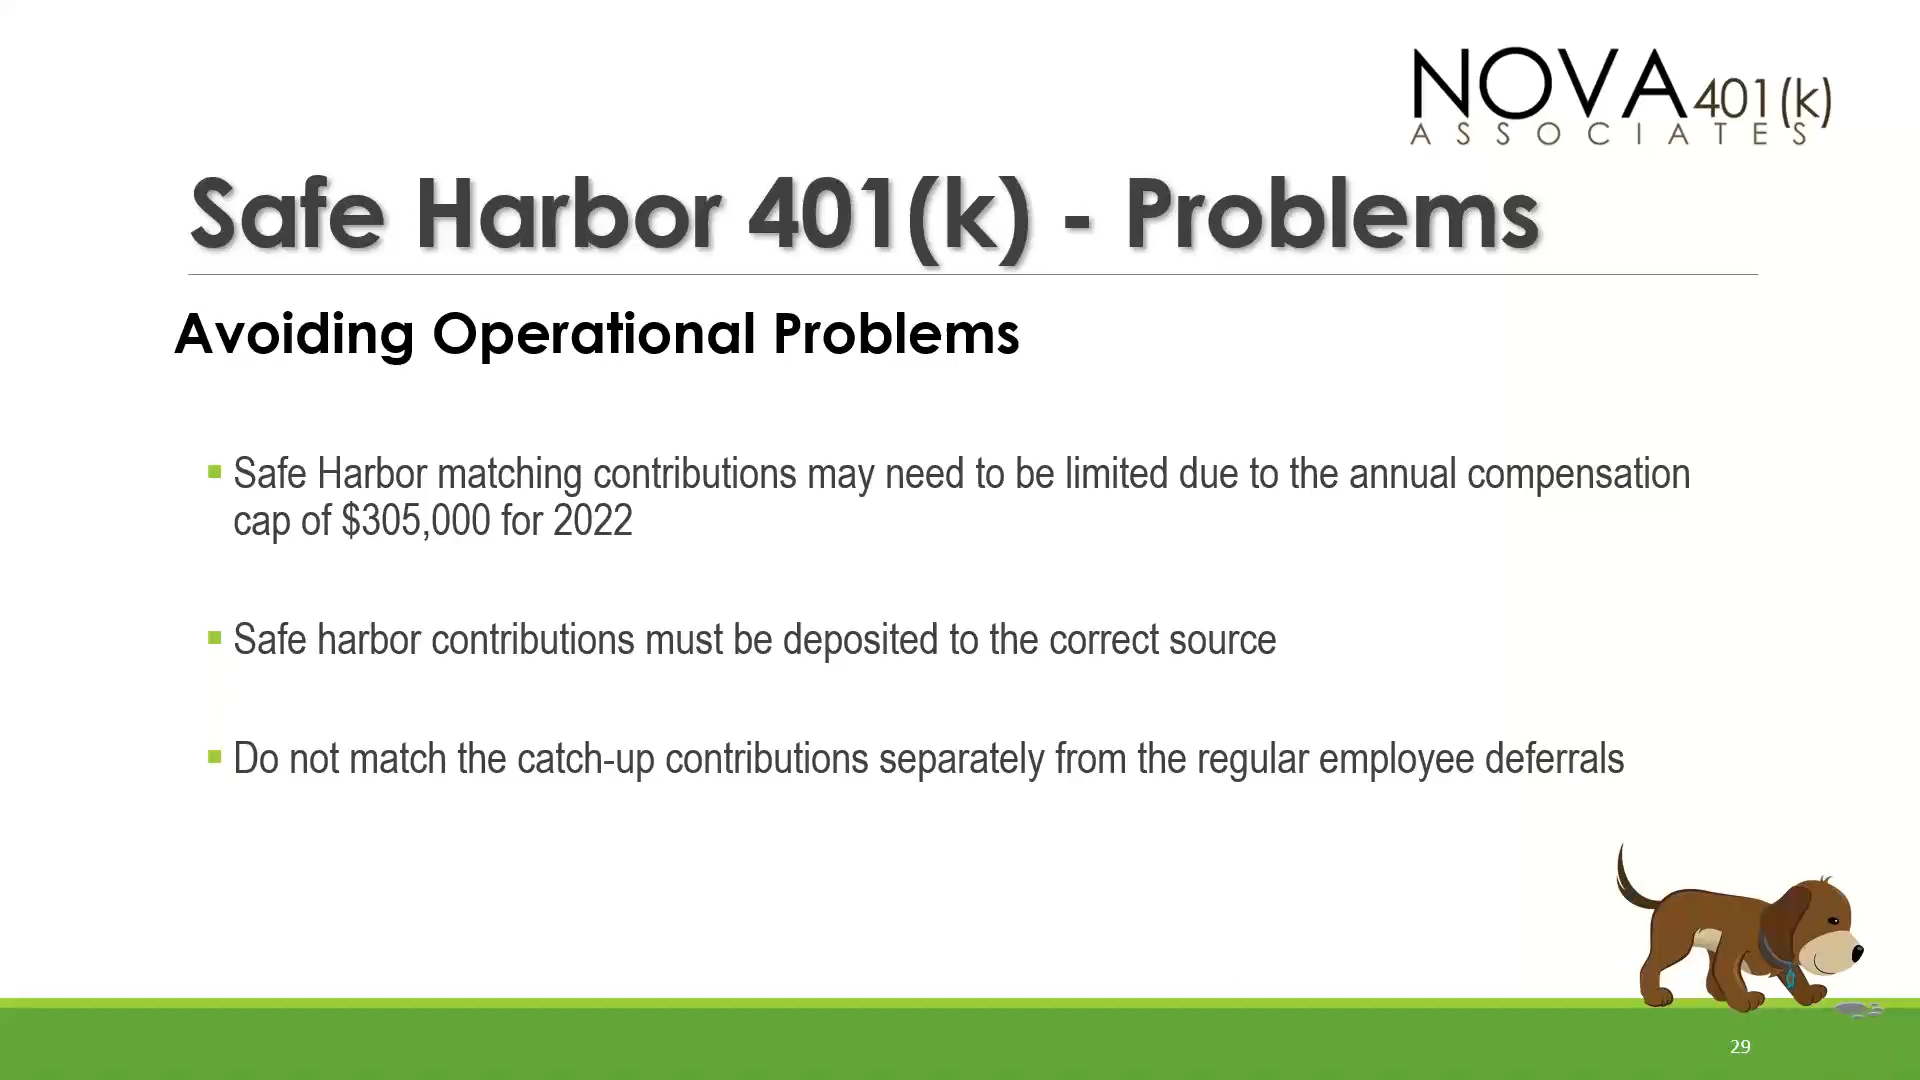 NOVA 401(k)
ASSOCIATES
Safe Harbor 401(k) - Problems
Avoiding Operational Problems
Safe Harbor matching contributions may need to be limited due to the annual compensation
cap of $305,000 for 2022
Safe harbor contributions must be deposited to the correct source
Do not match the catch-up contributions separately from the regular employee deferrals
29